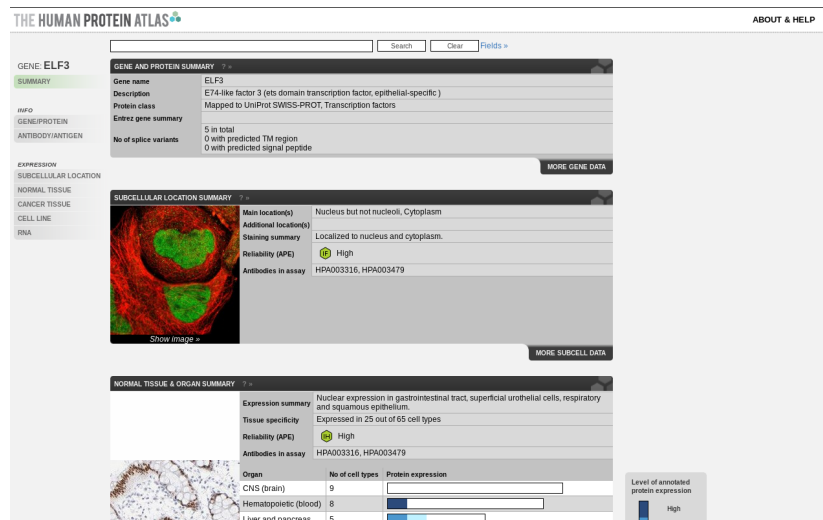 THE HUMAN PROTEIN ATLAS
ABOUT & HELP
Search Clear Fields »
GENE: ELF3
SUMMARY
INFO
GENE/PROTEIN
ANTIBODY/ANTIGEN
EXPRESSION
SUBCELLULAR LOCATION
NORMAL TISSUE
CANCER TISSUE
CELL LINE
RNA
GENE AND PROTEIN SUMMARY ? »
Gene name ELF3
Description E74-like factor 3 (ets domain transcription factor, epithelial-specific )
Protein class Mapped to UniProt SWISS-PROT, Transcription factors
Entrez gene summary
No of splice variants 5 in total
0 with predicted TM region
0 with predicted signal peptide
MORE GENE DATA
SUBCELLULAR LOCATION SUMMARY ? »
Main location(s) Nucleus but not nucleoli, Cytoplasm
Additional location(s)
Staining summary Localized to nucleus and cytoplasm.
Reliability (APE) IF High
Antibodies in assay HPA003316, HPA003479
Show image »
MORE SUBCELL DATA
NORMAL TISSUE & ORGAN SUMMARY ? »
Expression summary Nuclear expression in gastrointestinal tract, superficial urothelial cells, respiratory
and squamous epithelium.
Tissue specificity Expressed in 25 out of 65 cell types
Reliability (APE) IH High
Antibodies in assay HPA003316, HPA003479
Organ No of cell types Protein expression
CNS (brain) 9
Hematopoietic (blood) 8
Liver and pancreas 5
Level of annotated
protein expression
High